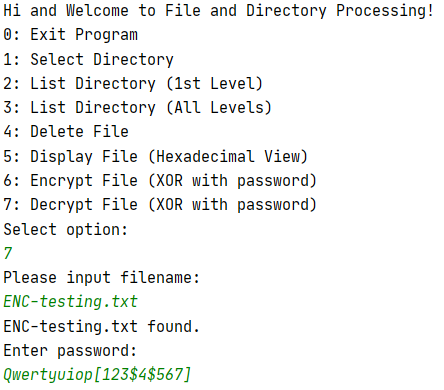 Hi and Welcome to File and Directory Processing!
0: Exit Program
1: Select Directory
2: List Directory (1st Level)
3: List Directory (All Levels)
4: Delete File
5: Display File (Hexadecimal View)
6: Encrypt File (XOR with password)
7: Decrypt File (XOR with password)
Select option:
7
Please input filename:
ENC-testing.txt
ENC-testing.txt found.
Enter password:
Qwertyuiop[123$4$567]